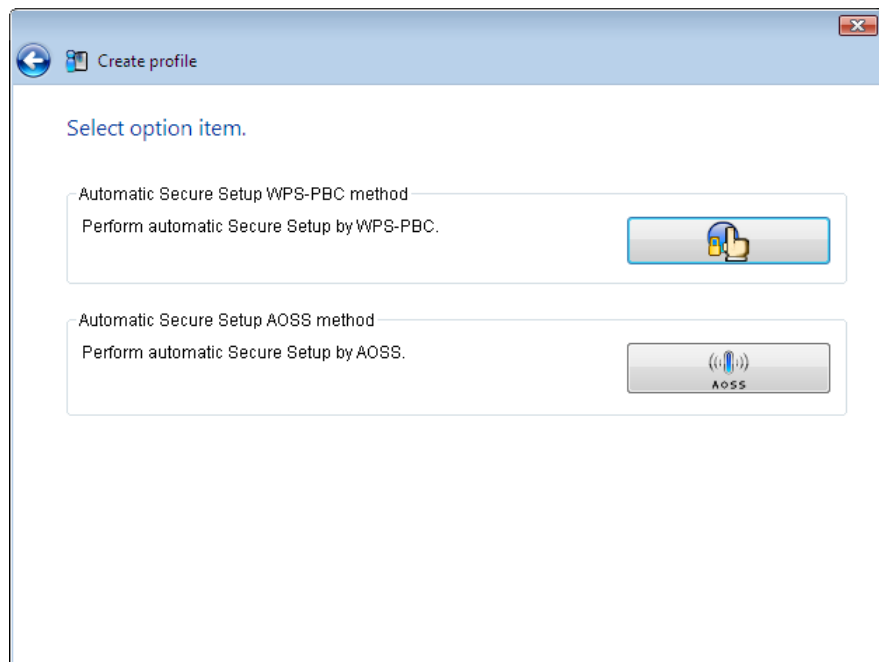 Create profile
Select option item.
Automatic Secure Setup WPS-PBC method
Perform automatic Secure Setup by WPS-PBC.
Automatic Secure Setup AOSS method
Perform automatic Secure Setup by AOSS.
AOSS